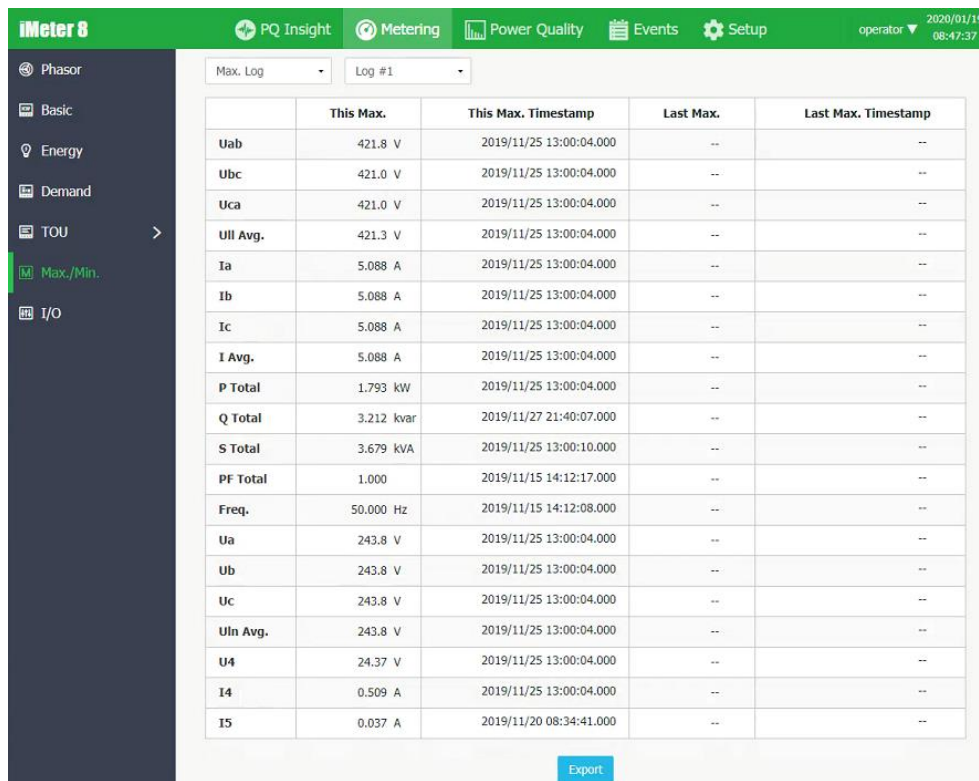 iMeter 8
PQ Insight Metering Power Quality Events Setup operator ▼ 2020/01/19
08:47:37
Phasor
Basic
Energy
Demand
TOU >
Max./Min.
I/O
Max. Log Log #1
This Max. This Max. Timestamp Last Max. Last Max. Timestamp
Uab 421.8 V 2019/11/25 13:00:04.000 -- --
Ubc 421.0 V 2019/11/25 13:00:04.000 -- --
Uca 421.0 V 2019/11/25 13:00:04.000 -- --
Ull Avg. 421.3 V 2019/11/25 13:00:04.000 -- --
Ia 5.088 A 2019/11/25 13:00:04.000 -- --
Ib 5.088 A 2019/11/25 13:00:04.000 -- --
Ic 5.088 A 2019/11/25 13:00:04.000 -- --
I Avg. 5.088 A 2019/11/25 13:00:04.000 -- --
P Total 1.793 kW 2019/11/25 13:00:04.000 -- --
Q Total 3.212 kvar 2019/11/27 21:40:07.000 -- --
S Total 3.679 kVA 2019/11/25 13:00:10.000 -- --
PF Total 1.000 2019/11/15 14:12:17.000 -- --
Freq. 50.000 Hz 2019/11/15 14:12:08.000 -- --
Ua 243.8 V 2019/11/25 13:00:04.000 -- --
Ub 243.8 V 2019/11/25 13:00:04.000 -- --
Uc 243.8 V 2019/11/25 13:00:04.000 -- --
Uln Avg. 243.8 V 2019/11/25 13:00:04.000 -- --
U4 24.37 V 2019/11/25 13:00:04.000 -- --
I4 0.509 A 2019/11/25 13:00:04.000 -- --
I5 0.037 A 2019/11/20 08:34:41.000 -- --
Export